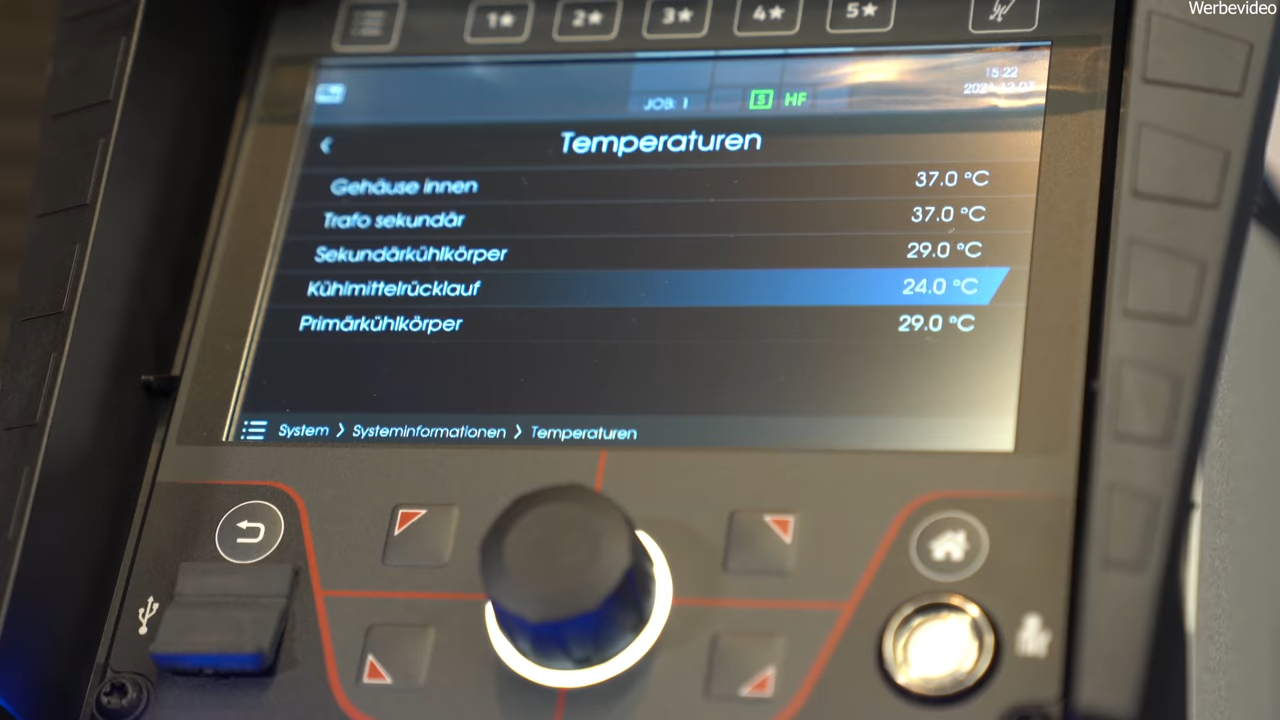 Werbevideo
1★ 2★ 3★ 4★ 5★
15:22
JOB: 1 S HF
Temperaturen
Gehäuse innen 37.0 °C
Trafo sekundär 37.0 °C
Sekundärkühlkörper 29.0 °C
Kühlmittelrücklauf 24.0 °C
Primärkühlkörper 29.0 °C
System > Systeminformationen > Temperaturen